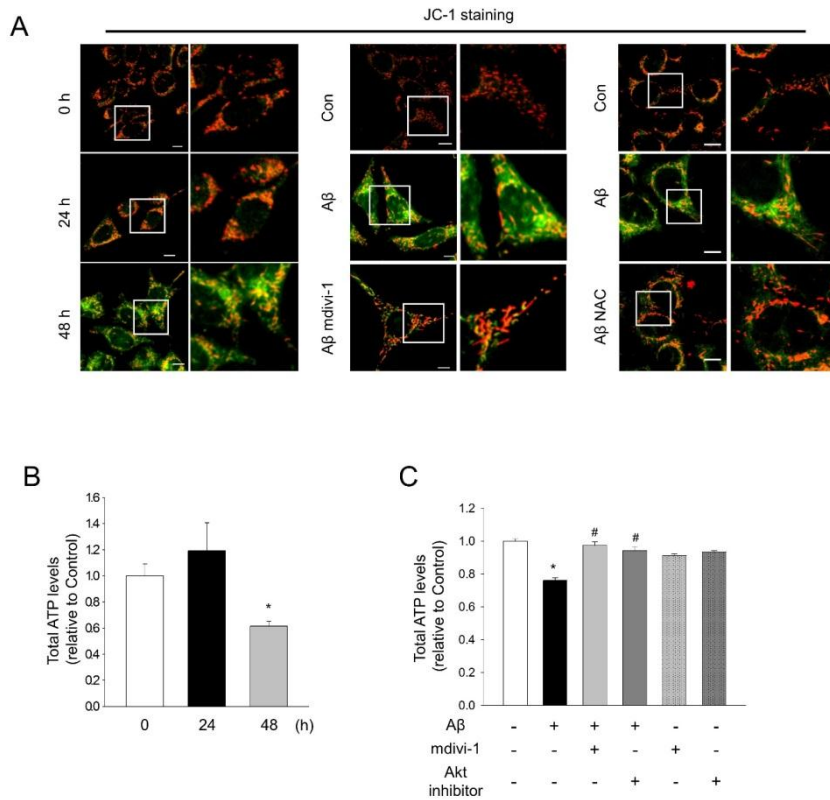 JC-1 staining
A
0 h
Con
Con
24 h
Aβ
Aβ
48 h
Aβ mdivi-1
Aβ NAC
B
Total ATP levels
(relative to Control)
1.6
1.4
1.2
1.0
0.8
0.6
0.4
0.2
0.0
*
0 24 48 (h)
C
Total ATP levels
(relative to Control)
1.2
1.0
0.8
0.6
0.4
0.2
0.0
* # #
Aβ - + + + - -
mdivi-1 - - + - + -
Akt
inhibitor - - - + - +